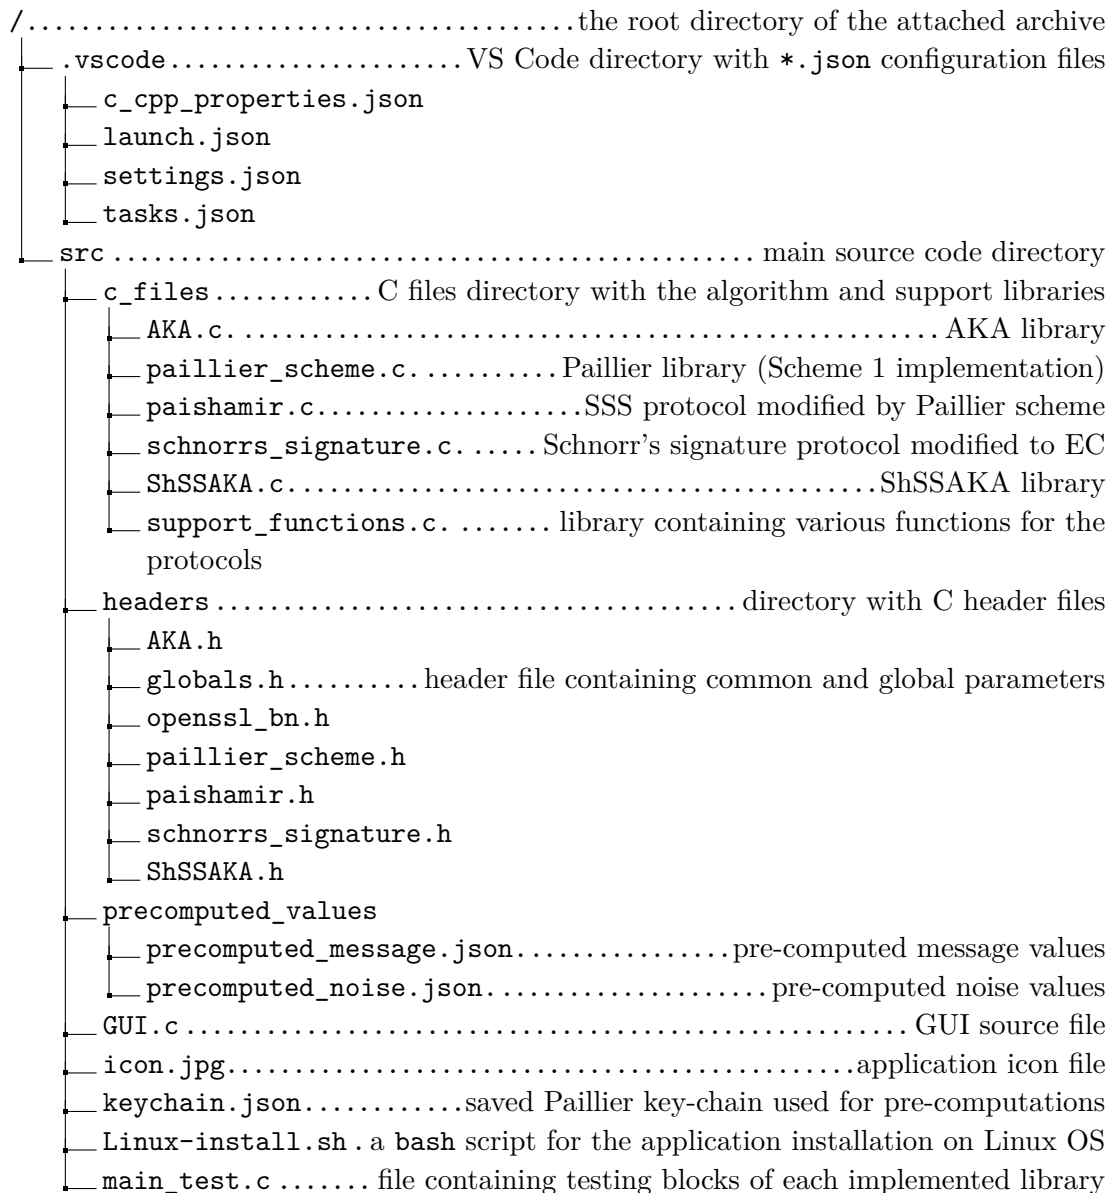 /.........................................the root directory of the attached archive
.vscode......................VS Code directory with *.json configuration files
c_cpp_properties.json
launch.json
settings.json
tasks.json
src................................................main source code directory
c_files............C files directory with the algorithm and support libraries
AKA.c.....................................................AKA library
paillier_scheme.c............Paillier library (Scheme 1 implementation)
paishamir.c....................SSS protocol modified by Paillier scheme
schnorrs_signature.c.......Schnorr's signature protocol modified to EC
ShSSAKA.c............................................ShSSAKA library
support_functions.c.........library containing various functions for the
protocols
headers.......................................directory with C header files
AKA.h
globals.h..........header file containing common and global parameters
openssl_bn.h
paillier_scheme.h
paishamir.h
schnorrs_signature.h
ShSSAKA.h
precomputed_values
precomputed_message.json................pre-computed message values
precomputed_noise.json.....................pre-computed noise values
GUI.c......................................................GUI source file
icon.jpg...............................................application icon file
keychain.json............saved Paillier key-chain used for pre-computations
Linux-install.sh.a bash script for the application installation on Linux OS
main_test.c.......file containing testing blocks of each implemented library